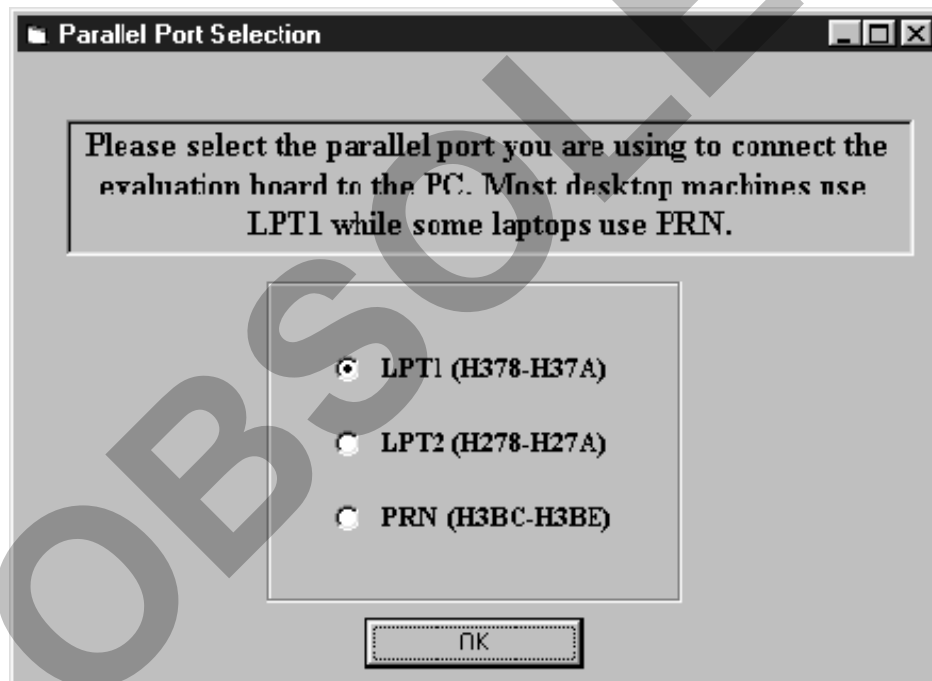 Parallel Port Selection
Please select the parallel port you are using to connect the
evaluation board to the PC. Most desktop machines use
LPT1 while some laptops use PRN.
LPT1 (H378-H37A)
LPT2 (H278-H27A)
PRN (H3BC-H3BE)
OK
OBSOLE